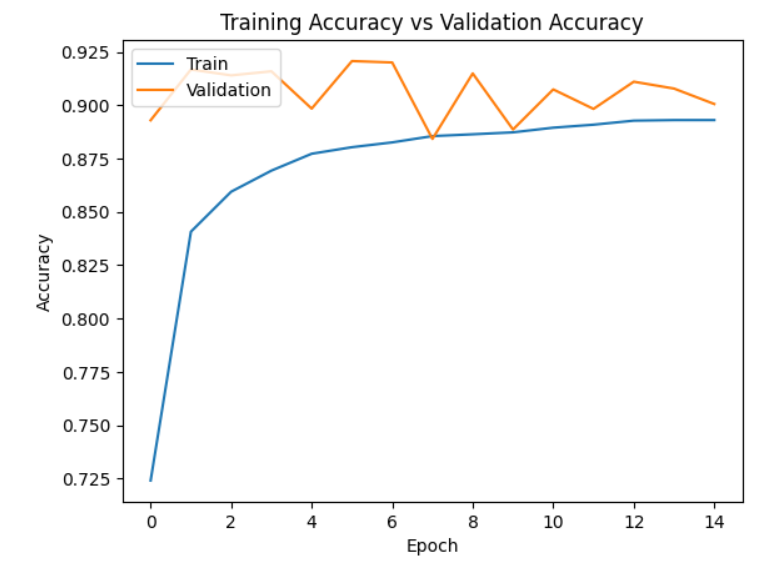 Training Accuracy vs Validation Accuracy
Train
Validation
0.925
0.900
0.875
0.850
0.825
0.800
0.775
0.750
0.725
Accuracy
0 2 4 6 8 10 12 14
Epoch